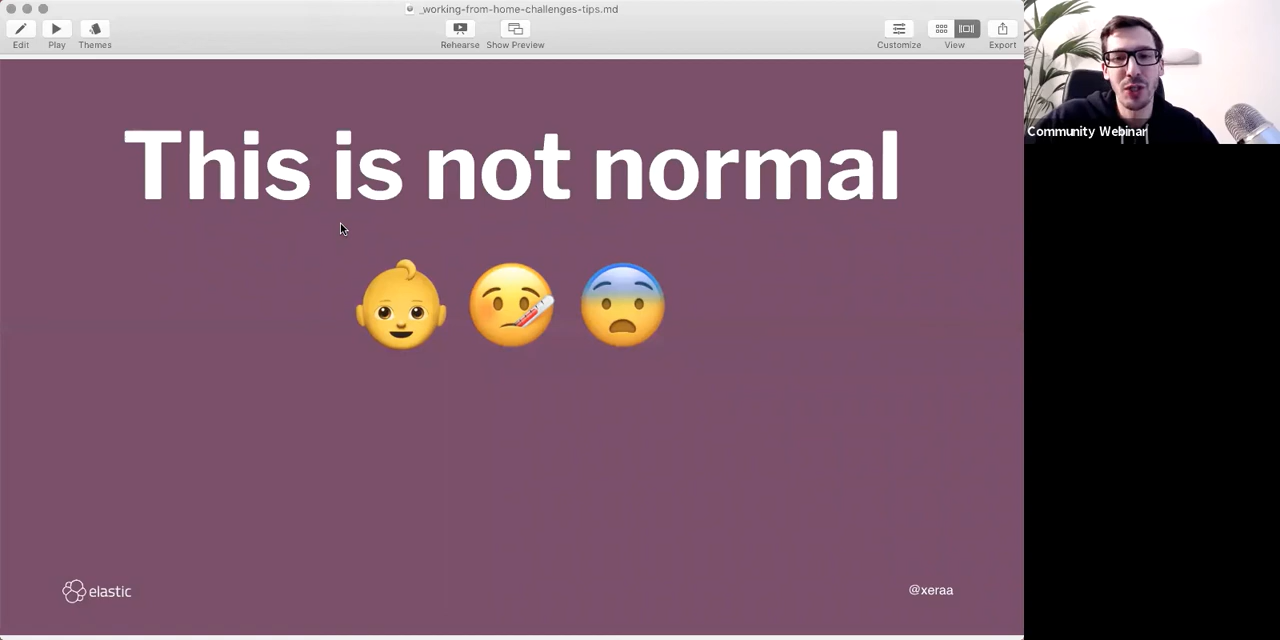 _working-from-home-challenges-tips.md
Edit
Play
Themes
Rehearse
Show Preview
Customize
View
Export
Community Webinar
This is not normal
elastic
@xeraa